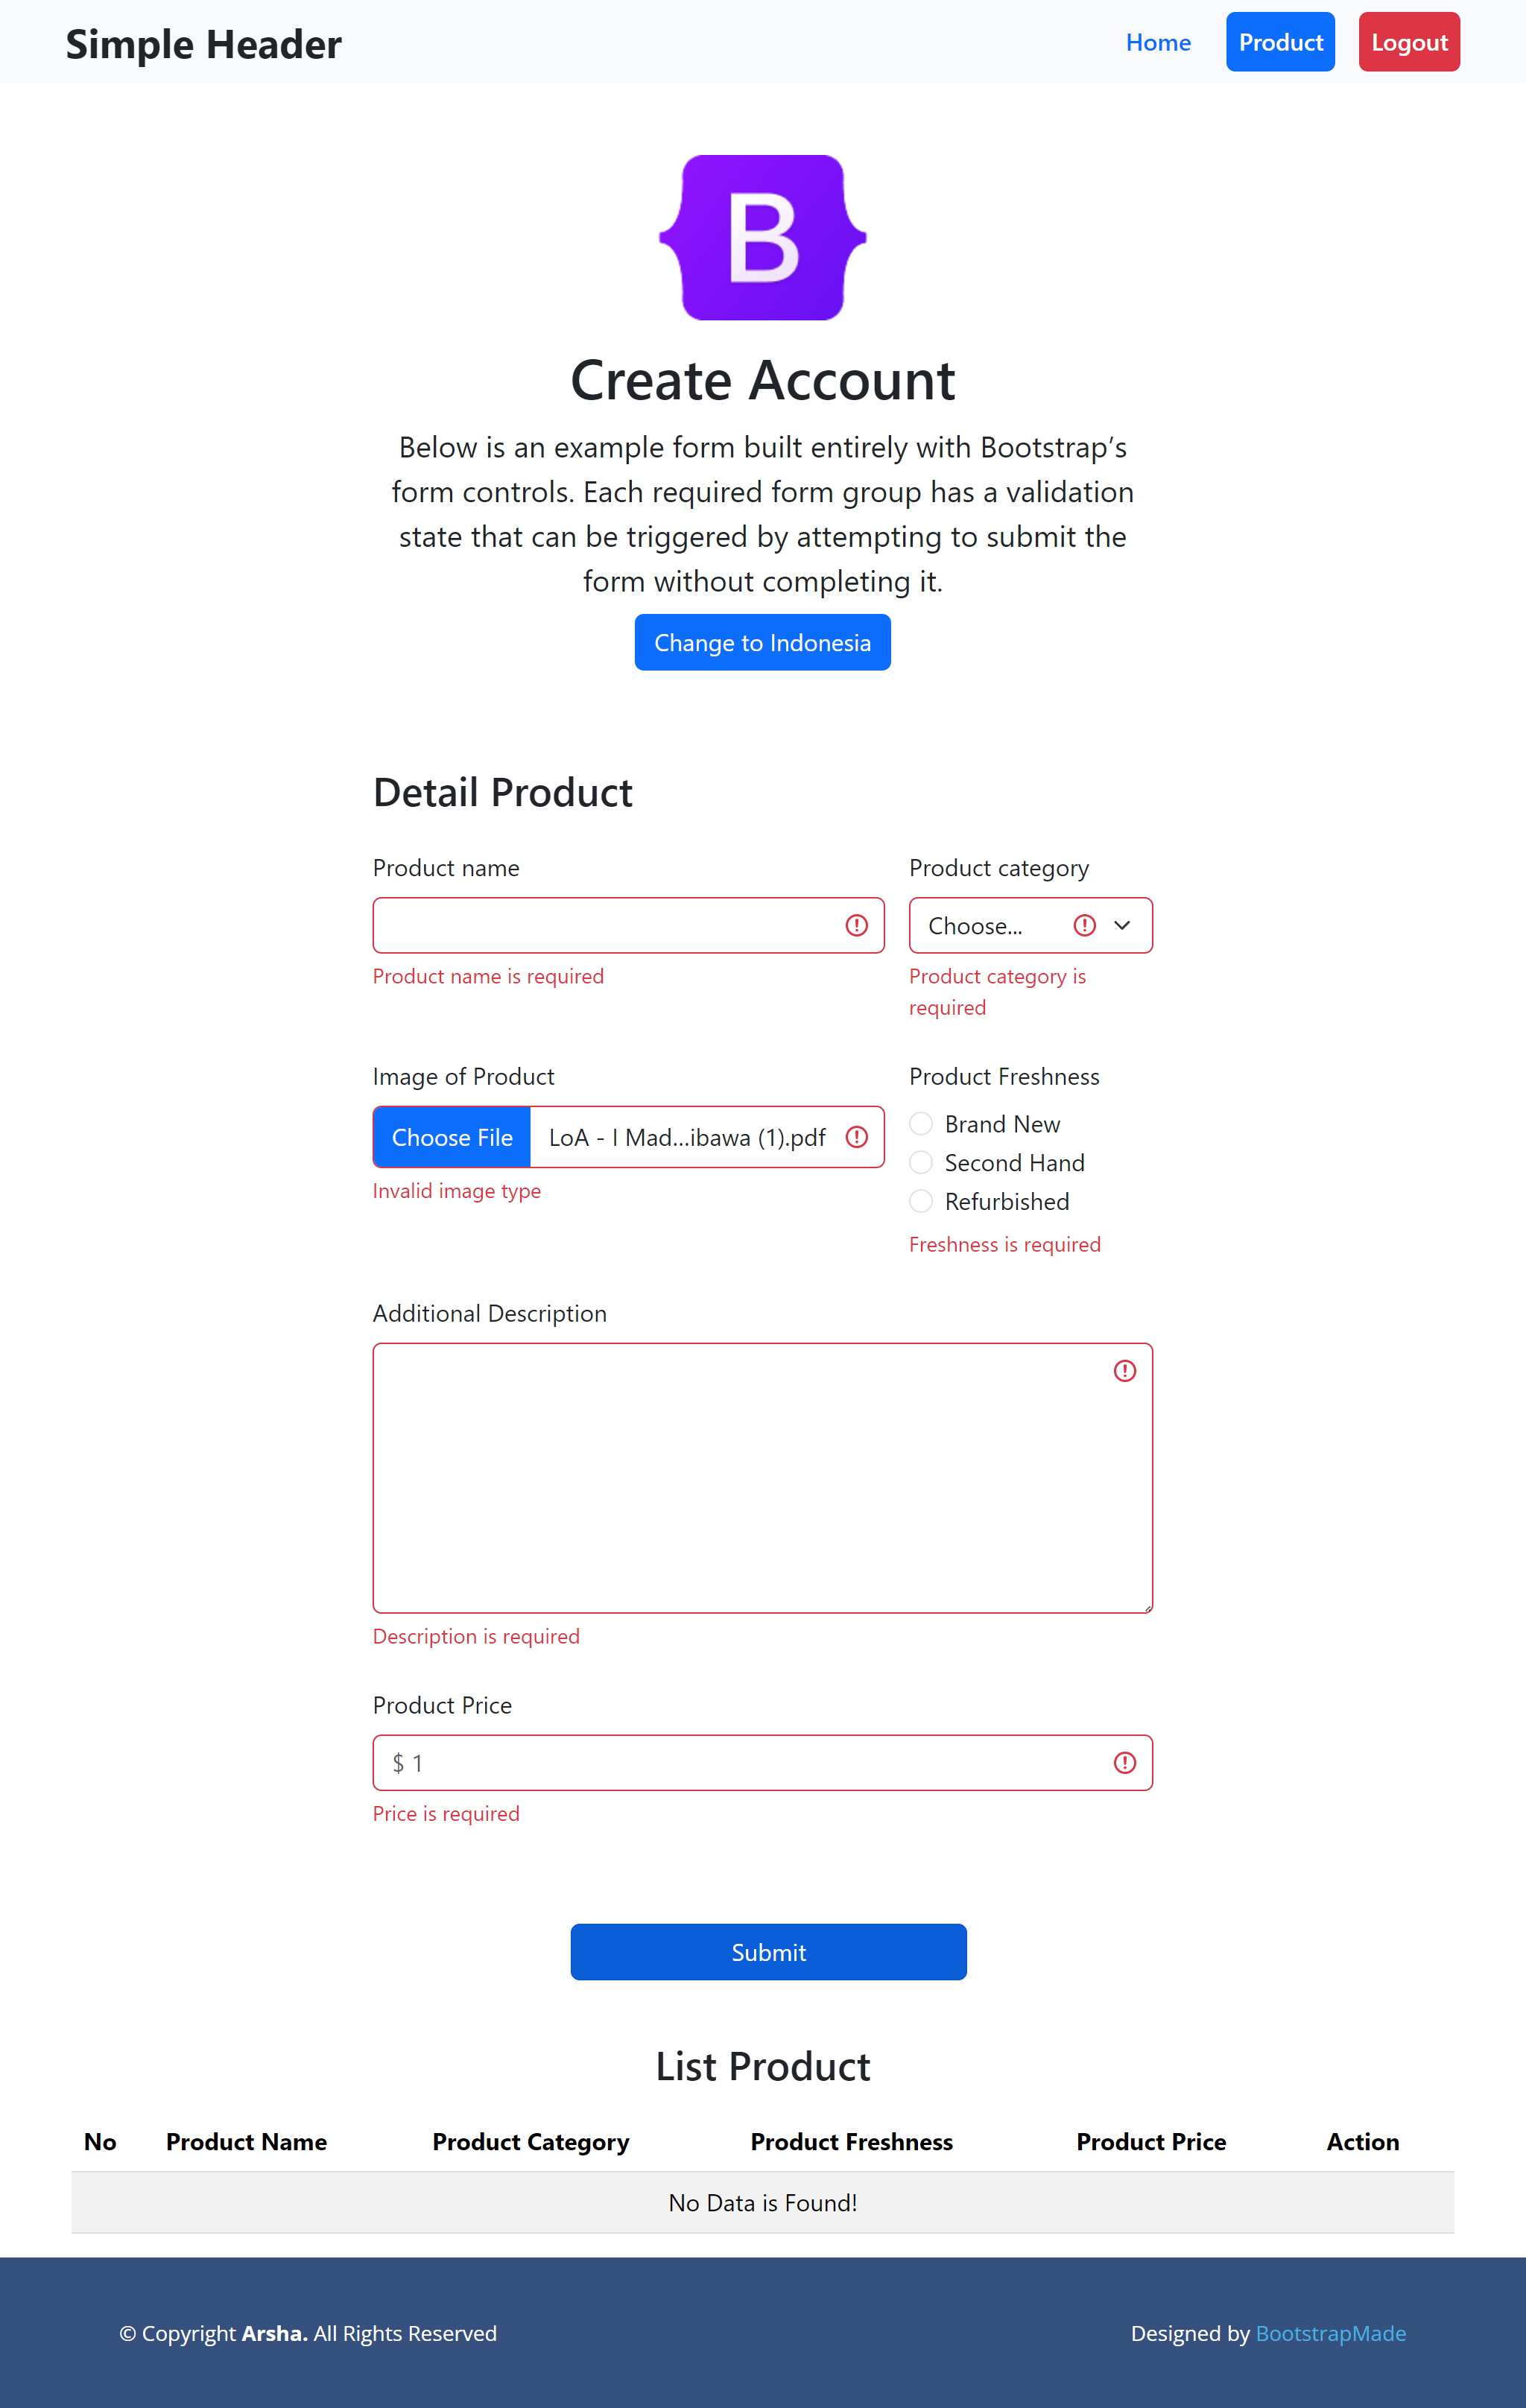 Simple Header
Home
Product
Logout
B
Create Account
Below is an example form built entirely with Bootstrap’s
form controls. Each required form group has a validation
state that can be triggered by attempting to submit the
form without completing it.
Change to Indonesia
Detail Product
Product name
Product category
Choose...
Product name is required
Product category is
required
Image of Product
Product Freshness
Choose File
LoA - I Mad...ibawa (1).pdf
Brand New
Second Hand
Refurbished
Invalid image type
Freshness is required
Additional Description
Description is required
Product Price
$ 1
Price is required
Submit
List Product
No Product Name Product Category Product Freshness Product Price Action
No Data is Found!
© Copyright Arsha. All Rights Reserved
Designed by BootstrapMade